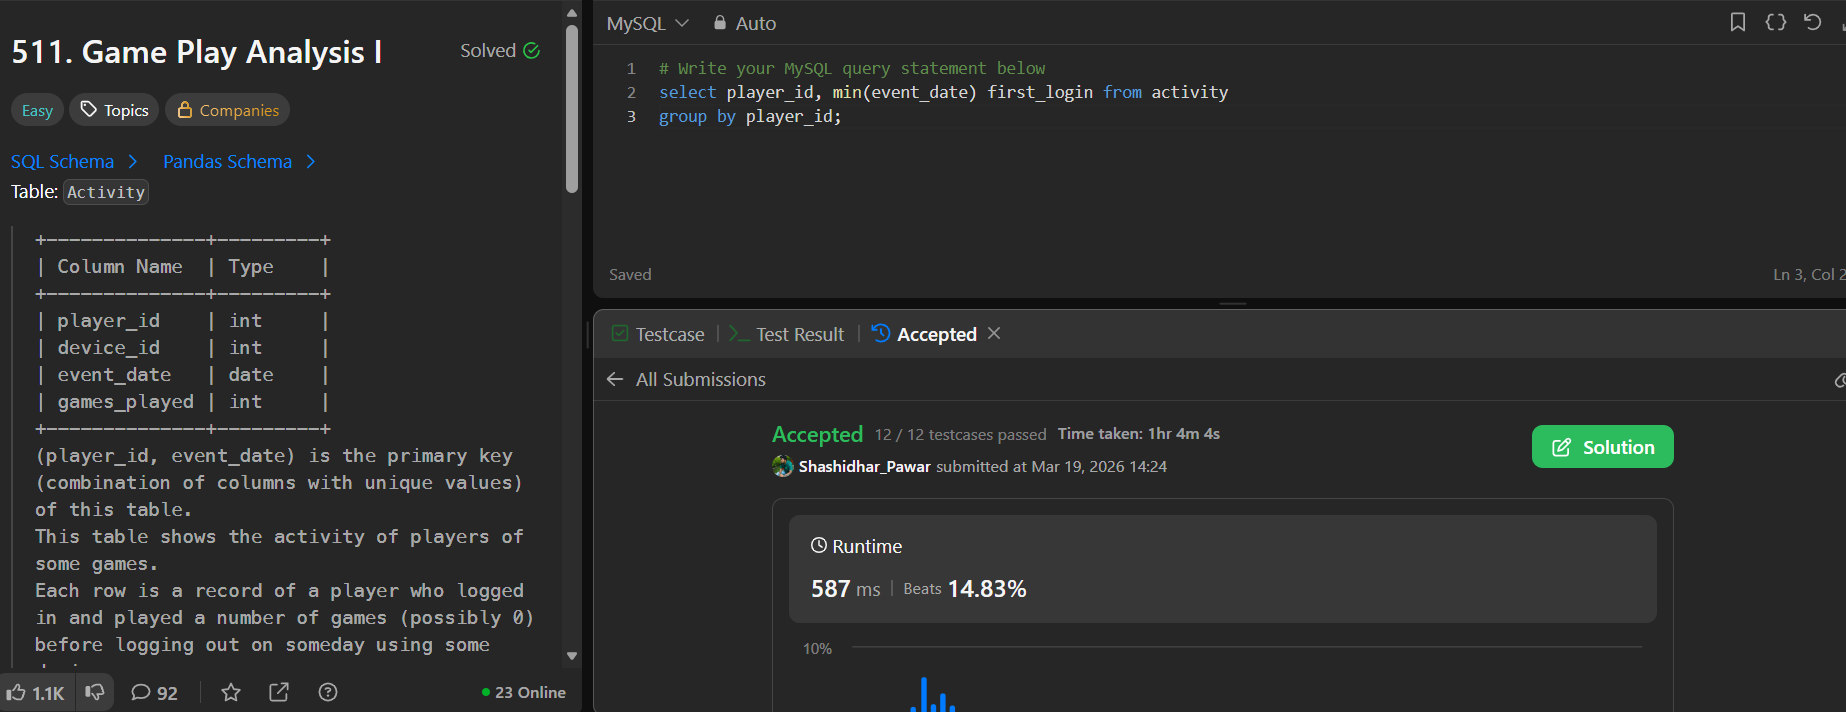 511. Game Play Analysis I
Solved
Easy
Topics
Companies
SQL Schema
Pandas Schema
Table: Activity
+--------------+---------+
| Column Name  | Type    |
+--------------+---------+
| player_id    | int     |
| device_id    | int     |
| event_date   | date    |
| games_played | int     |
+--------------+---------+
(player_id, event_date) is the primary key
(combination of columns with unique values)
of this table.
This table shows the activity of players of
some games.
Each row is a record of a player who logged
in and played a number of games (possibly 0)
before logging out on someday using some
1.1K
92
23 Online
MySQL
Auto
1 # Write your MySQL query statement below
2 select player_id, min(event_date) first_login from activity
3 group by player_id;
Saved
Ln 3, Col 2
Testcase
Test Result
Accepted
All Submissions
Accepted 12 / 12 testcases passed Time taken: 1hr 4m 4s
Shashidhar_Pawar submitted at Mar 19, 2026 14:24
Solution
Runtime
587 ms | Beats 14.83%
10%